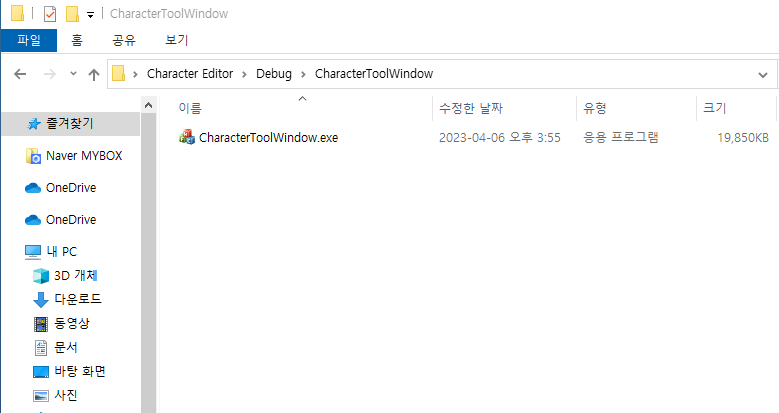 CharacterToolWindow
파일 홈 공유 보기
Character Editor Debug CharacterToolWindow
이름 수정한 날짜 유형 크기
즐겨찾기
CharacterToolWindow.exe 2023-04-06 오후 3:55 응용 프로그램 19,850KB
Naver MYBOX
OneDrive
OneDrive
내 PC
3D 개체
다운로드
동영상
문서
바탕 화면
사진